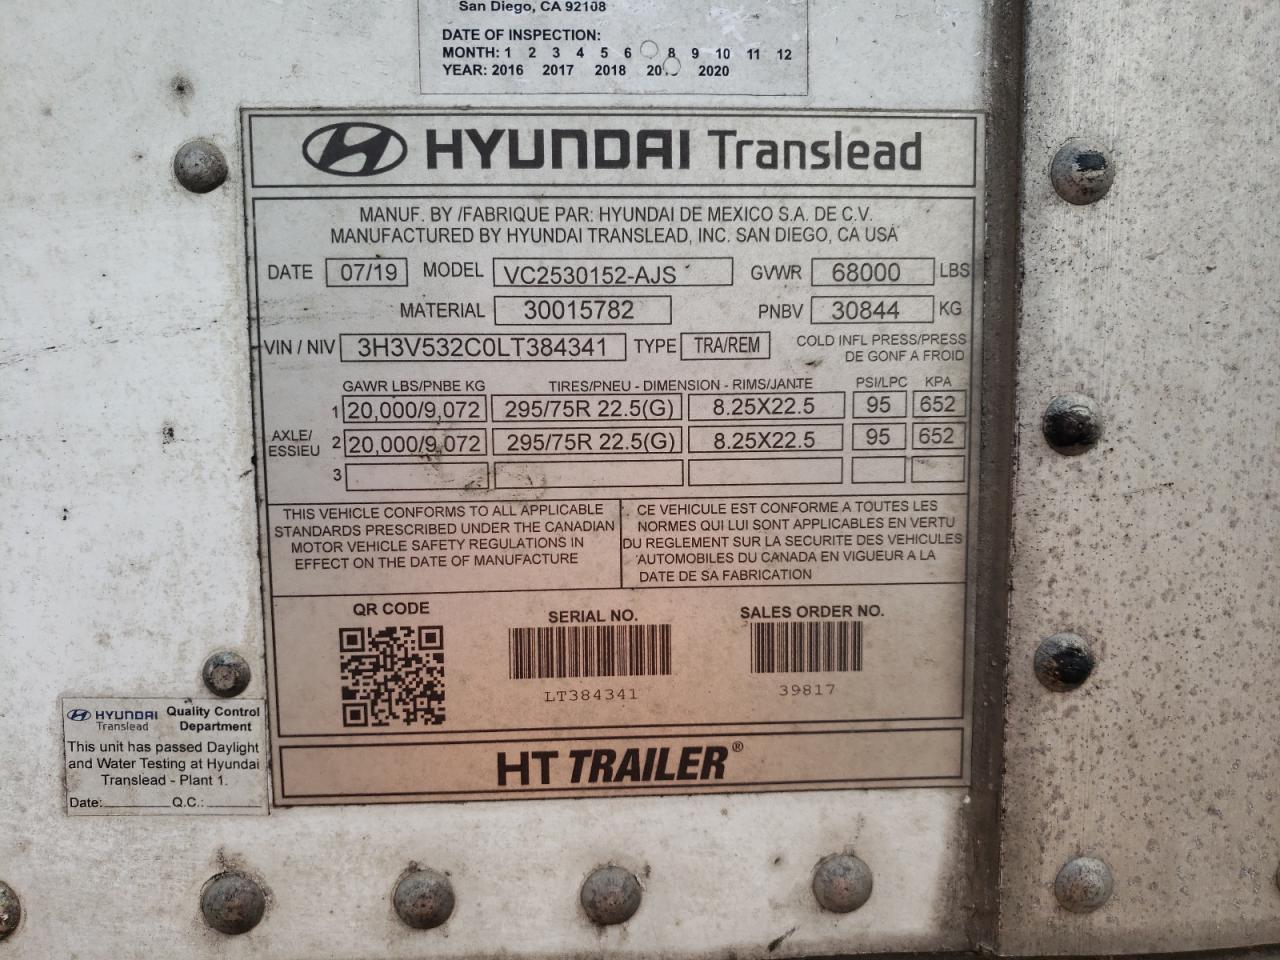 San Diego, CA 92108
DATE OF INSPECTION:
MONTH: 1 2 3 4 5 6 8 9 10 11 12
YEAR: 2016 2017 2018 2020
HYUNDAI Translead
MANUF. BY /FABRIQUE PAR: HYUNDAI DE MEXICO S.A. DE C.V.
MANUFACTURED BY HYUNDAI TRANSLEAD, INC. SAN DIEGO, CA USA
DATE 07/19 MODEL VC2530152-AJS GVWR 68000 LBS
MATERIAL 30015782 PNBV 30844 KG
VIN / NIV 3H3V532C0LT384341 TYPE TRA/REM COLD INFL PRESS/PRESS
DE GONF A FROID
GAWR LBS/PNBE KG TIRES/PNEU - DIMENSION - RIMS/JANTE PSI/LPC KPA
1 20,000/9,072 295/75R 22.5(G) 8.25X22.5 95 652
AXLE/
ESSIEU
2 20,000/9,072 295/75R 22.5(G) 8.25X22.5 95 652
3
THIS VEHICLE CONFORMS TO ALL APPLICABLE
STANDARDS PRESCRIBED UNDER THE CANADIAN
MOTOR VEHICLE SAFETY REGULATIONS IN
EFFECT ON THE DATE OF MANUFACTURE
CE VEHICULE EST CONFORME A TOUTES LES
NORMES QUI LUI SONT APPLICABLES EN VERTU
DU REGLEMENT SUR LA SECURITE DES VEHICULES
AUTOMOBILES DU CANADA EN VIGUEUR A LA
DATE DE SA FABRICATION
QR CODE
SERIAL NO.
LT384341
SALES ORDER NO.
39817
HT TRAILER®
HYUNDAI
Translead
Quality Control
Department
This unit has passed Daylight
and Water Testing at Hyundai
Translead - Plant 1.
Date: Q.C.: